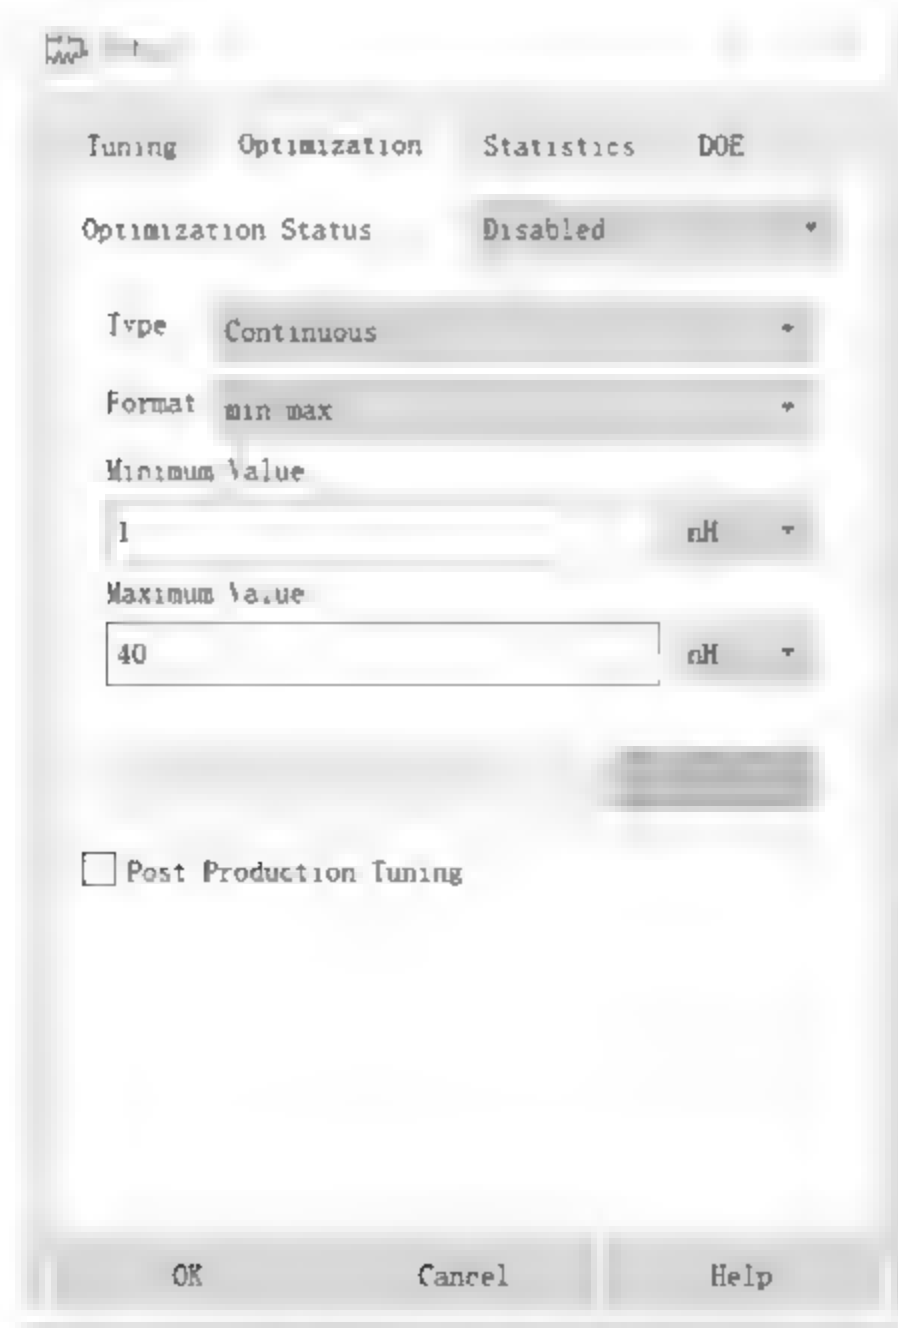 Tuning Optimization Statistics DOE
Optimization Status Disabled
Type Continuous
Format min max
Minimum Value
1 nH
Maximum Value
40 nH
Post Production Tuning
OK Cancel Help